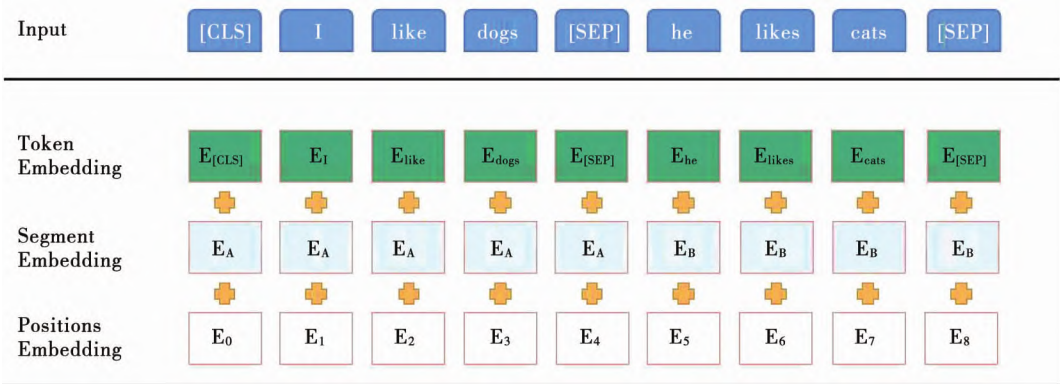 Input [CLS] I like dogs [SEP] he likes cats [SEP]
Token Embedding E[CLS] EI Elike Edogs E[SEP] Ehe Elikes Ecats E[SEP]
Segment Embedding EA EA EA EA EA EB EB EB EB
Positions Embedding E0 E1 E2 E3 E4 E5 E6 E7 E8